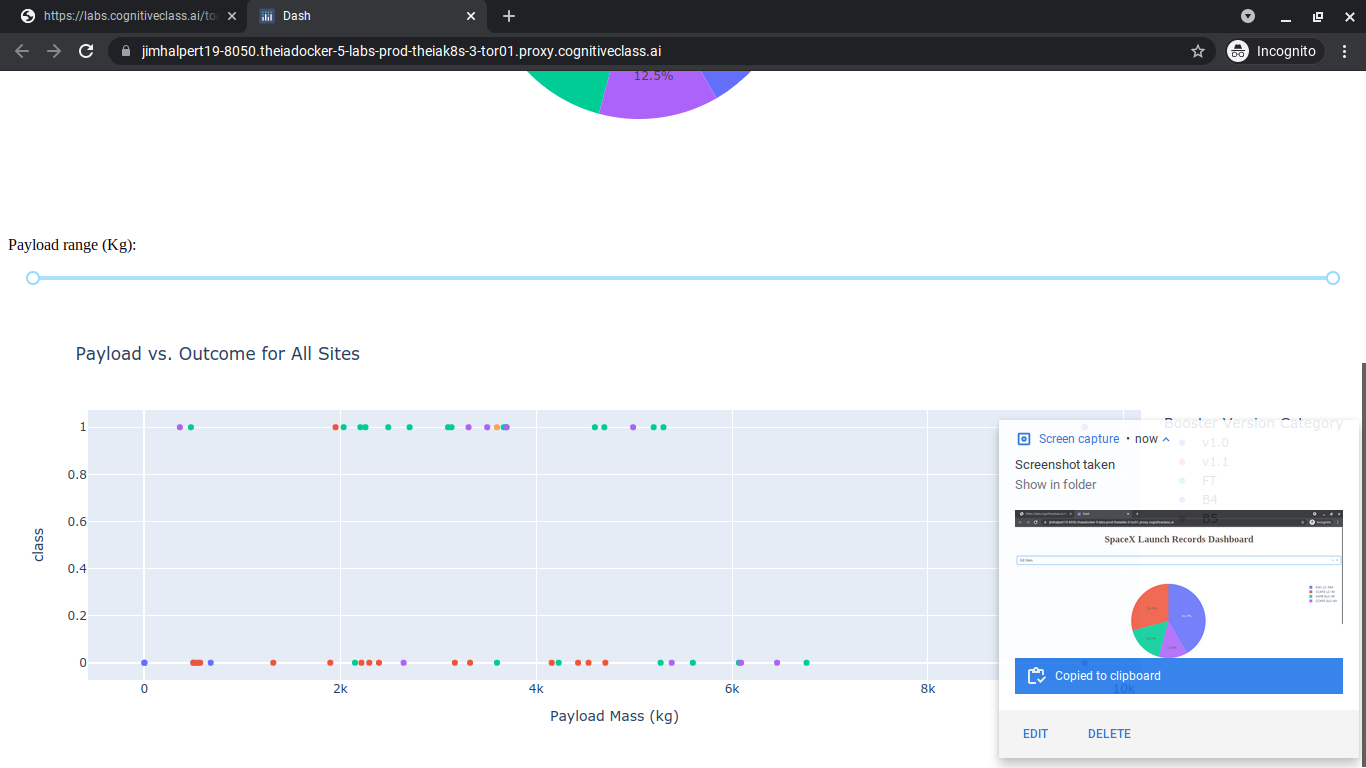 https://labs.cognitiveclass.ai/to
Dash
jimhalpert19-8050.theiadocker-5-labs-prod-theiak8s-3-tor01.proxy.cognitiveclass.ai
Incognito
12.5%
Payload range (Kg):
Payload vs. Outcome for All Sites
1
0.8
0.6
0.4
0.2
0
class
0
2k
4k
6k
8k
10k
Payload Mass (kg)
Booster Version Category
v1.0
v1.1
FT
B4
B5
Screen capture • now
Screenshot taken
Show in folder
SpaceX Launch Records Dashboard
Copied to clipboard
EDIT
DELETE